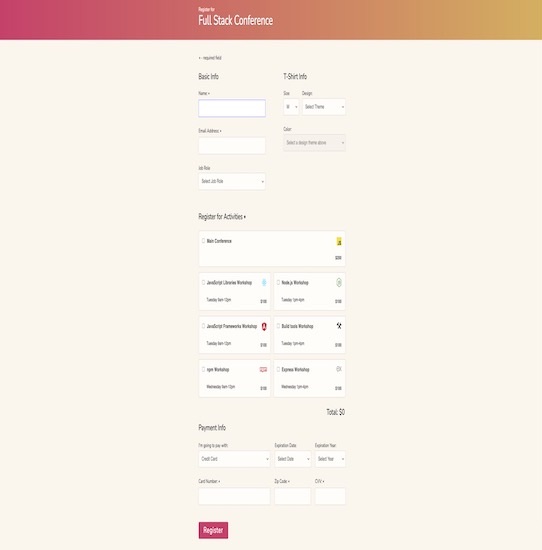 Register for
Full Stack Conference
* - required field
Basic Info
T-Shirt Info
Name: *
Size:
Design:
M
Select Theme
Email Address: *
Color:
Select a design theme above
Job Role
Select Job Role
Register for Activities *
Main Conference
JS
$200
JavaScript Libraries Workshop
Node.js Workshop
Tuesday 9am-12pm
$100
Tuesday 1pm-4pm
$100
JavaScript Frameworks Workshop
Build tools Workshop
Tuesday 9am-12pm
$100
Tuesday 1pm-4pm
$100
npm Workshop
Express Workshop
Wednesday 9am-12pm
$100
Wednesday 1pm-4pm
$100
Total: $0
Payment Info
I'm going to pay with:
Expiration Date:
Expiration Year:
Credit Card
Select Date
Select Year
Card Number: *
Zip Code: *
CVV: *
Register